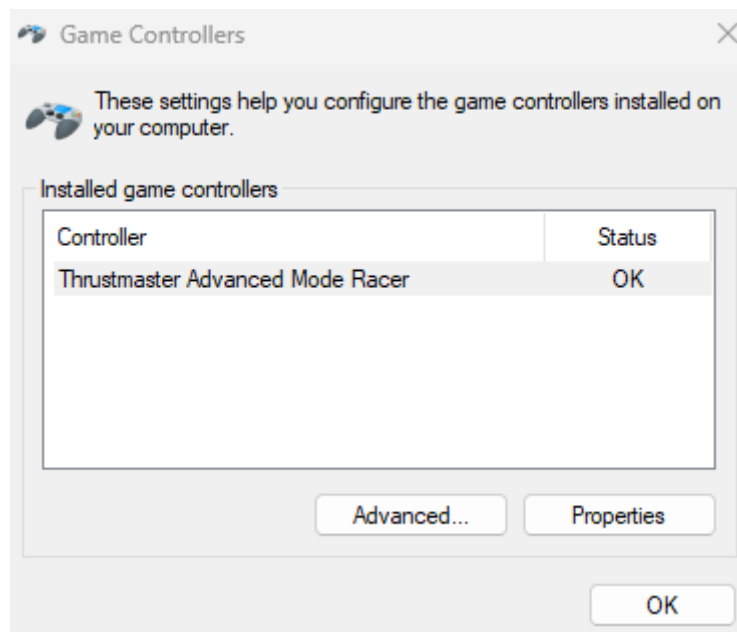 Game Controllers
These settings help you configure the game controllers installed on
your computer.
Installed game controllers
Controller Status
Thrustmaster Advanced Mode Racer OK
Advanced... Properties
OK